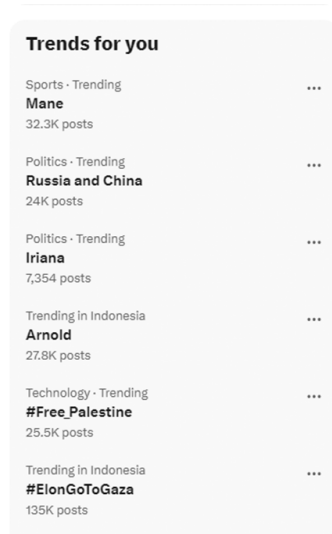 Trends for you
Sports · Trending
Mane
32.3K posts
Politics · Trending
Russia and China
24K posts
Politics · Trending
Iriana
7,354 posts
Trending in Indonesia
Arnold
27.8K posts
Technology · Trending
#Free_Palestine
25.5K posts
Trending in Indonesia
#ElonGoToGaza
135K posts